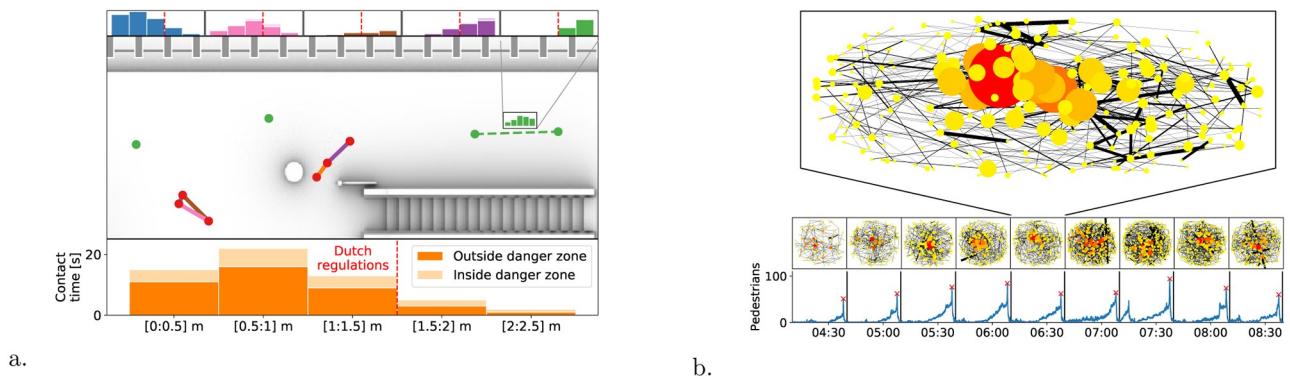 Dutch
regulations
Outside danger zone
Inside danger zone
Contact
time [s]
20
0
[0:0.5] m
[0.5:1] m
[1:1.5] m
[1.5:2] m
[2:2.5] m
a.
Pedestrians
100
0
04:30
05:00
05:30
06:00
06:30
07:00
07:30
08:00
08:30
b.